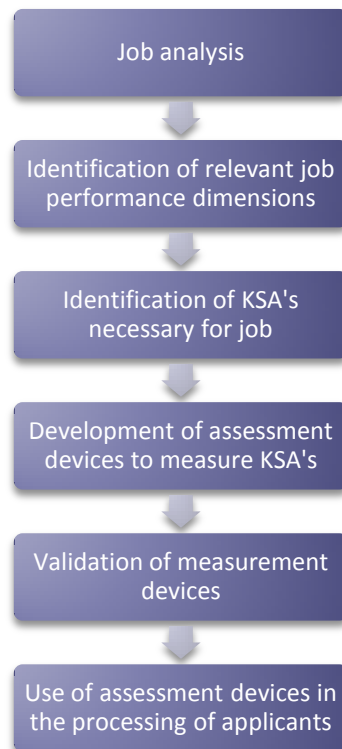 Job analysis
Identification of relevant job
performance dimensions
Identification of KSA's
necessary for job
Development of assessment
devices to measure KSA's
Validation of measurement
devices
Use of assessment devices in
the processing of applicants